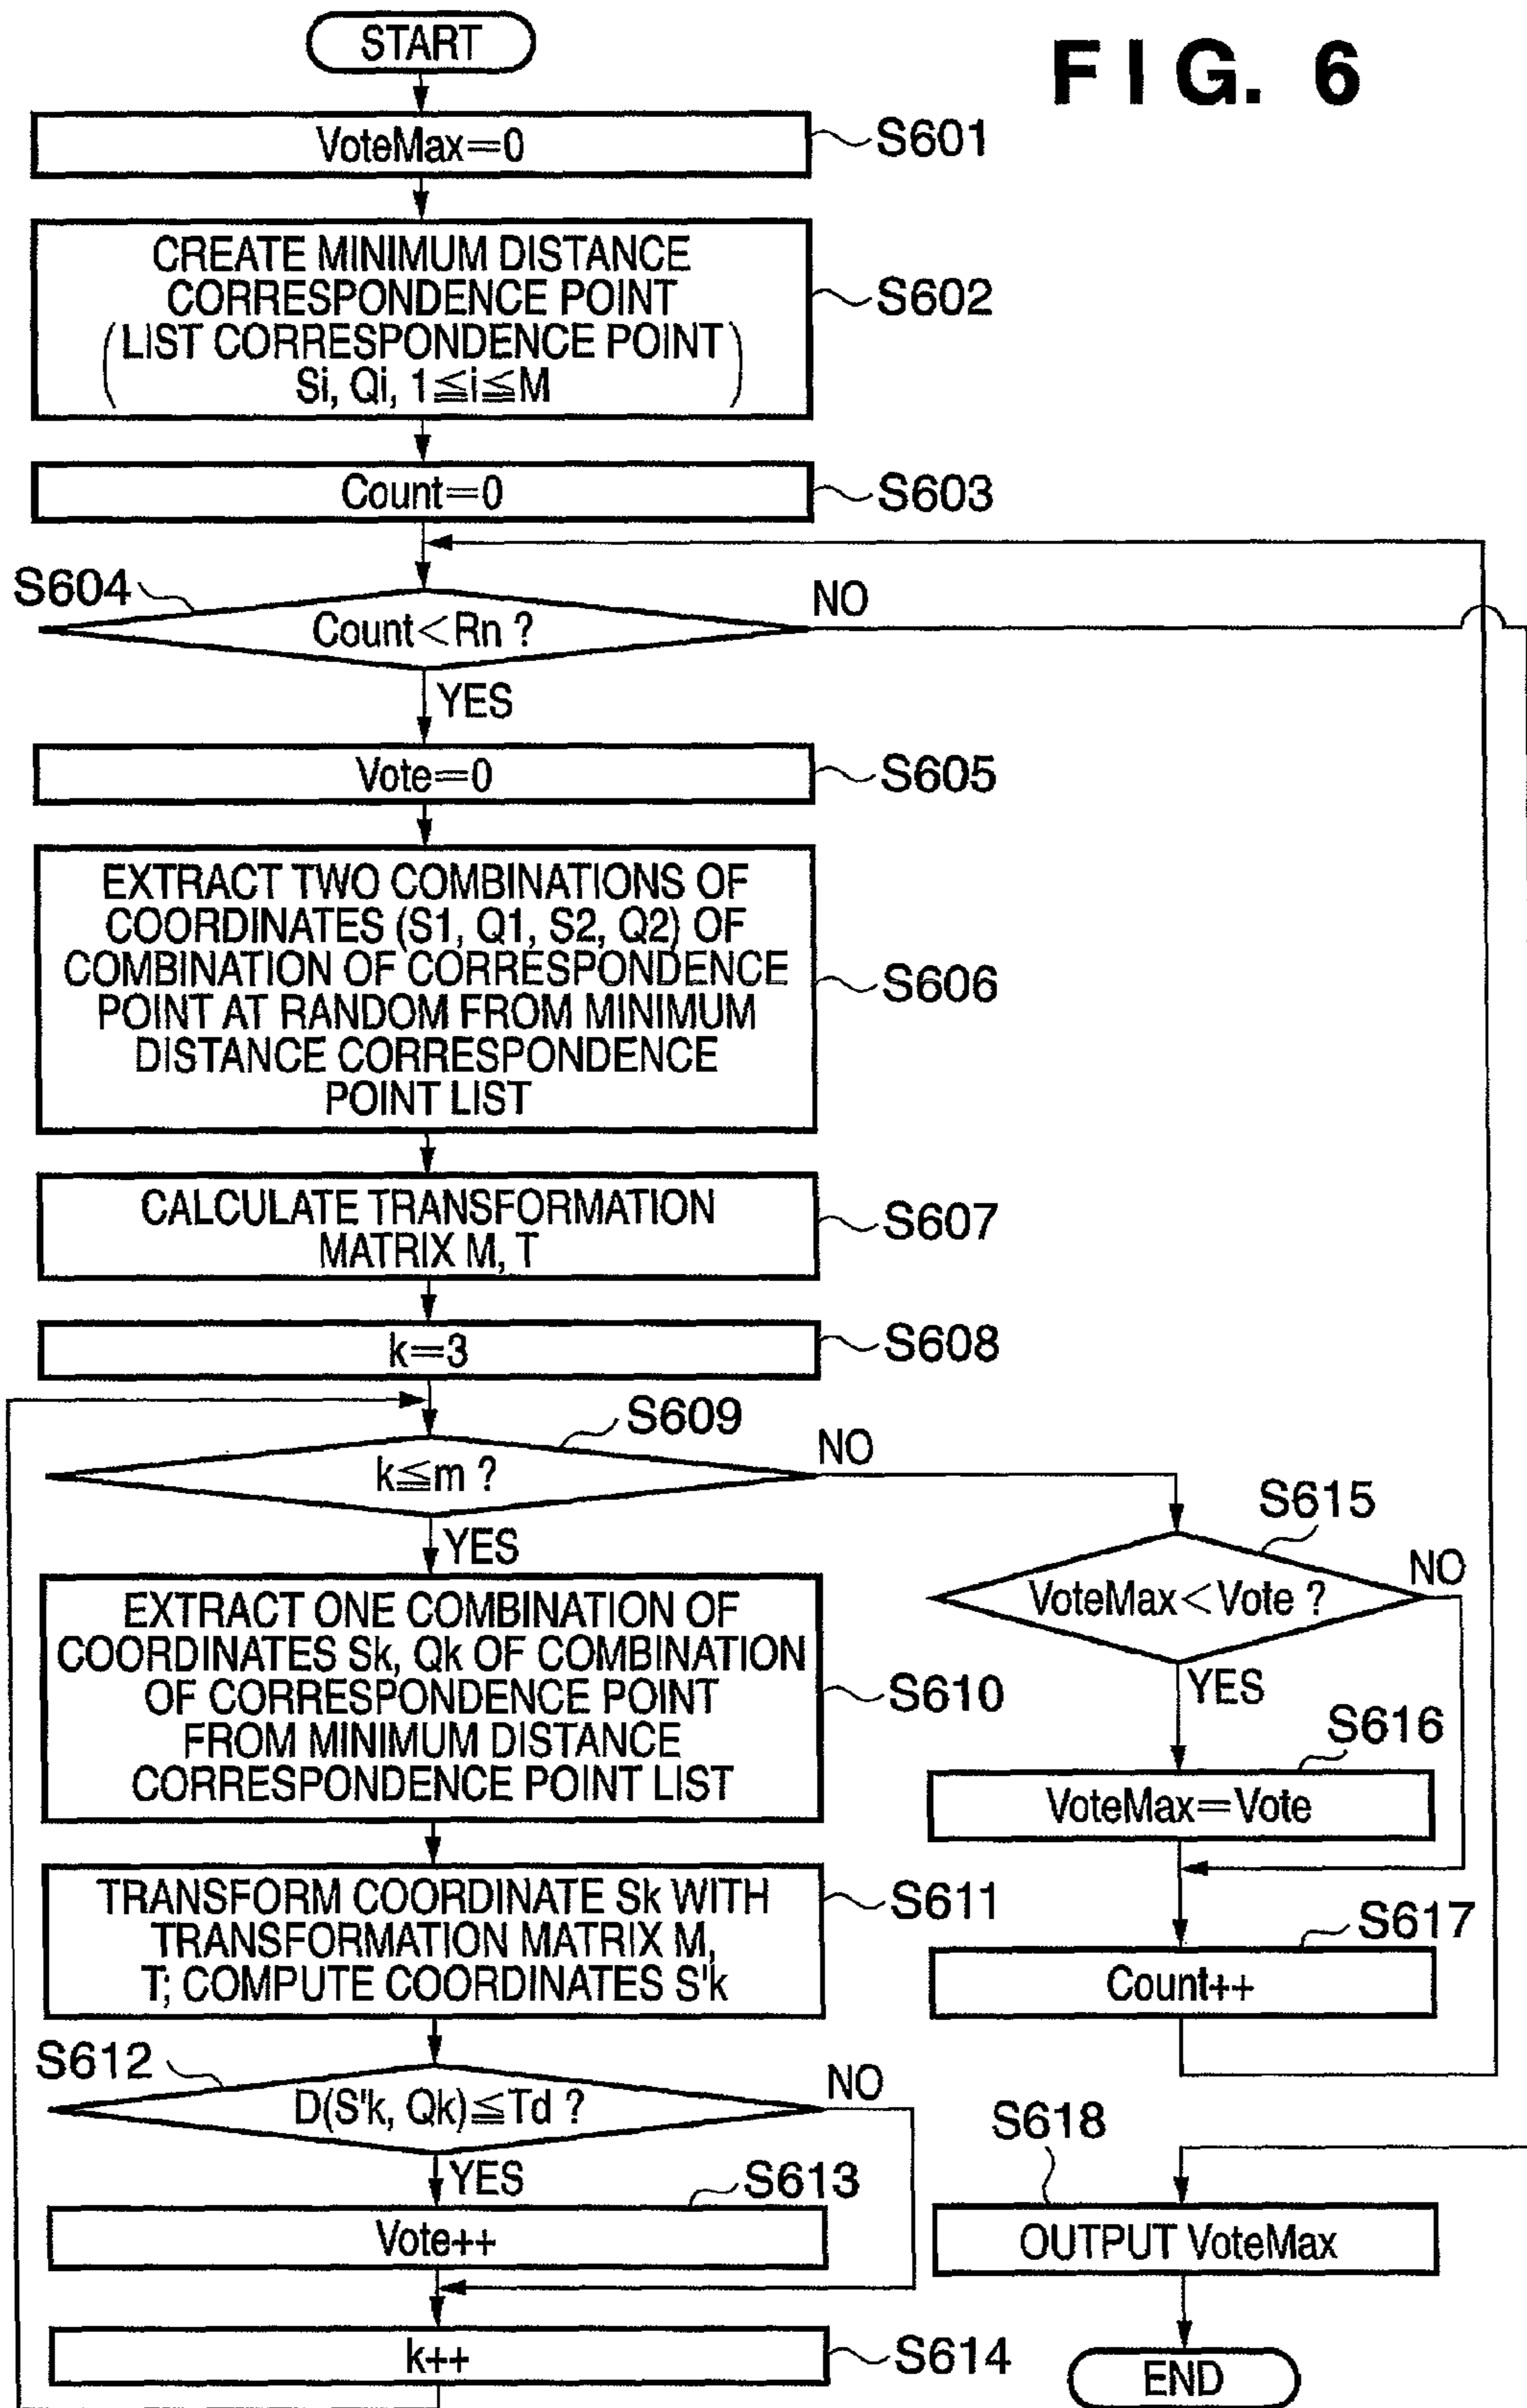 FIG. 6
START
VoteMax=0
S601
CREATE MINIMUM DISTANCE
CORRESPONDENCE POINT
(LIST CORRESPONDENCE POINT
Si, Qi, 1≦i≦M)
S602
Count=0
S603
S604
Count<Rn ?
NO
YES
Vote=0
S605
EXTRACT TWO COMBINATIONS OF
COORDINATES (S1, Q1, S2, Q2) OF
COMBINATION OF CORRESPONDENCE
POINT AT RANDOM FROM MINIMUM
DISTANCE CORRESPONDENCE
POINT LIST
S606
CALCULATE TRANSFORMATION
MATRIX M, T
S607
k=3
S608
S609
k≦m ?
NO
YES
EXTRACT ONE COMBINATION OF
COORDINATES Sk, Qk OF COMBINATION
OF CORRESPONDENCE POINT
FROM MINIMUM DISTANCE
CORRESPONDENCE POINT LIST
S610
TRANSFORM COORDINATE Sk WITH
TRANSFORMATION MATRIX M,
T; COMPUTE COORDINATES S'k
S611
S612
D(S'k, Qk)≦Td ?
NO
YES
S613
Vote++
k++
S614
S615
VoteMax<Vote ?
NO
YES
S616
VoteMax=Vote
S617
Count++
S618
OUTPUT VoteMax
END